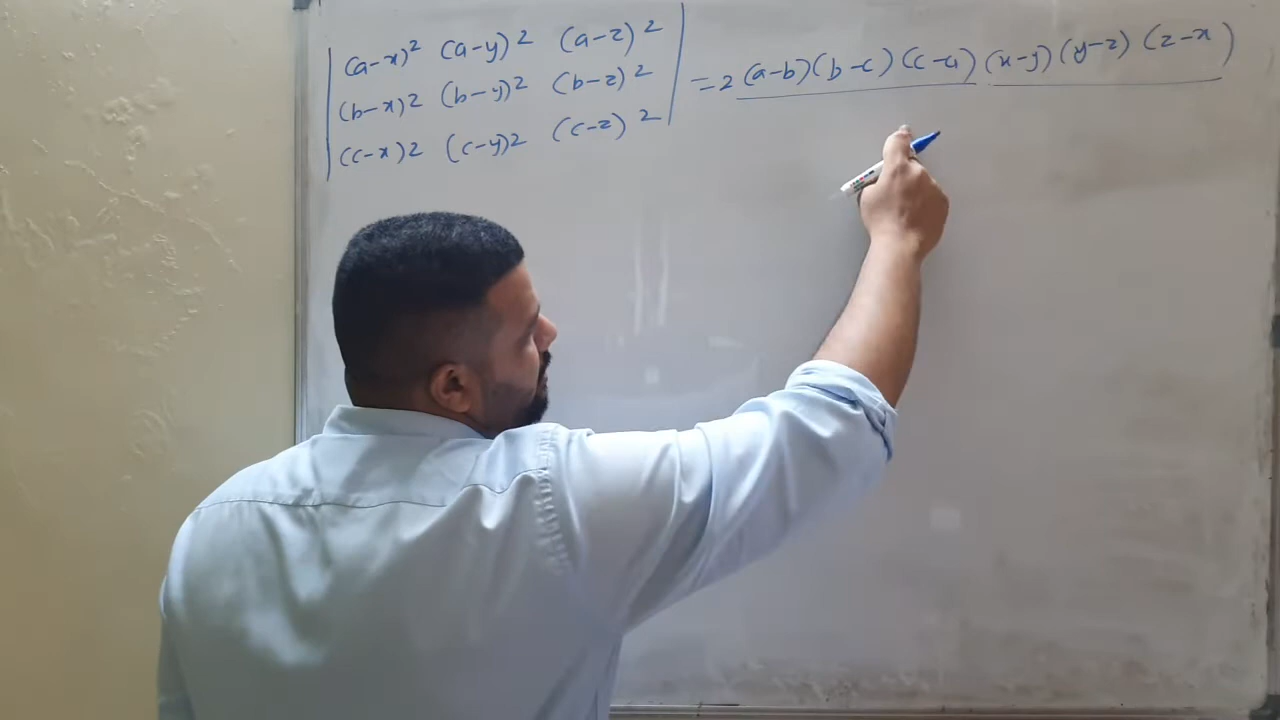 | (a-x)² (a-y)² (a-z)² | = 2 (a-b)(b-c)(c-a)(x-y)(y-z)(z-x)
| (b-x)² (b-y)² (b-z)² |
| (c-x)² (c-y)² (c-z)² |